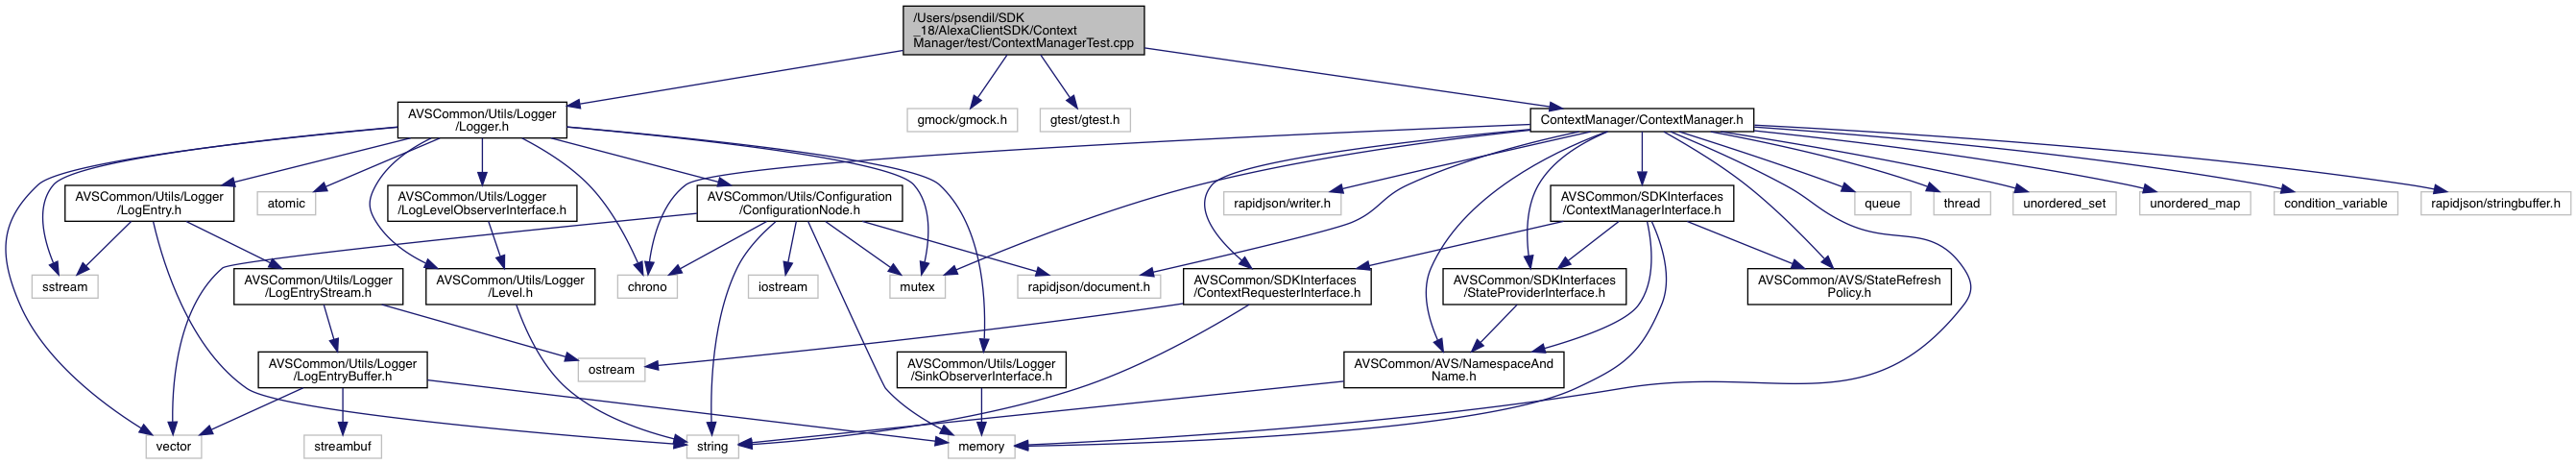 /Users/psendil/SDK
_18/AlexaClientSDK/Context
Manager/test/ContextManagerTest.cpp
AVSCommon/Utils/Logger
/Logger.h
gmock/gmock.h
gtest/gtest.h
ContextManager/ContextManager.h
AVSCommon/Utils/Logger
/LogEntry.h
atomic
AVSCommon/Utils/Logger
/LogLevelObserverInterface.h
AVSCommon/Utils/Configuration
/ConfigurationNode.h
rapidjson/writer.h
AVSCommon/SDKInterfaces
/ContextManagerInterface.h
queue
thread
unordered_set
unordered_map
condition_variable
rapidjson/stringbuffer.h
sstream
AVSCommon/Utils/Logger
/LogEntryStream.h
AVSCommon/Utils/Logger
/Level.h
chrono
iostream
mutex
rapidjson/document.h
AVSCommon/SDKInterfaces
/ContextRequesterInterface.h
AVSCommon/SDKInterfaces
/StateProviderInterface.h
AVSCommon/AVS/StateRefresh
Policy.h
AVSCommon/Utils/Logger
/LogEntryBuffer.h
ostream
AVSCommon/Utils/Logger
/SinkObserverInterface.h
AVSCommon/AVS/NamespaceAnd
Name.h
vector
streambuf
string
memory